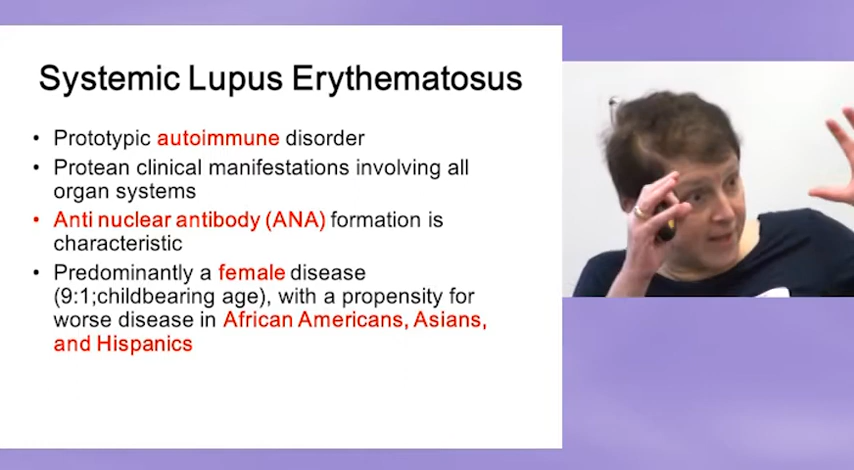 Systemic Lupus Erythematosus
• Prototypic autoimmune disorder
• Protean clinical manifestations involving all
organ systems
• Anti nuclear antibody (ANA) formation is
characteristic
• Predominantly a female disease
(9:1;childbearing age), with a propensity for
worse disease in African Americans, Asians,
and Hispanics